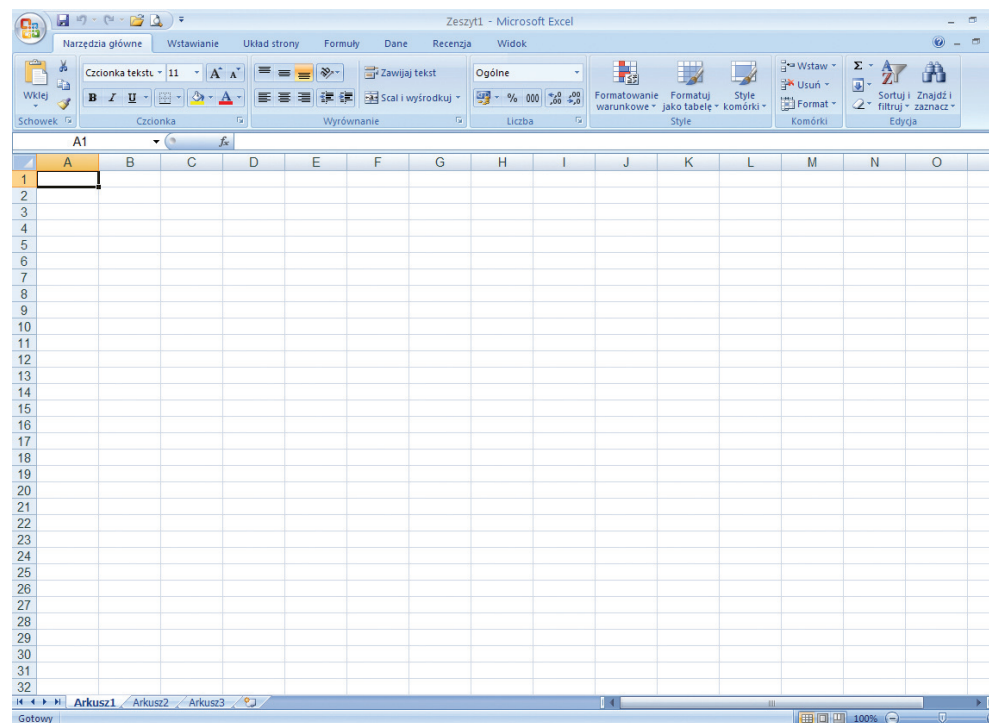 Zeszyt1 - Microsoft Excel
Narzędzia główne Wstawianie Układ strony Formuły Dane Recenzja Widok
Wklej
Czcionka tekstu 11 A A
B I U A
Zawijaj tekst
Scal i wyśrodkuj
Ogólne
% 000 ,0 ,00 ,00 ,0
Formatowanie warunkowe
Formatuj jako tabelę
Style komórki
Wstaw
Usuń
Format
Σ
Sortuj i filtruj
Znajdź i zaznacz
Schowek Czcionka Wyrównanie Liczba Style Komórki Edycja
A1 fx
A B C D E F G H I J K L M N O
1
2
3
4
5
6
7
8
9
10
11
12
13
14
15
16
17
18
19
20
21
22
23
24
25
26
27
28
29
30
31
32
Arkusz1 Arkusz2 Arkusz3
Gotowy 100%